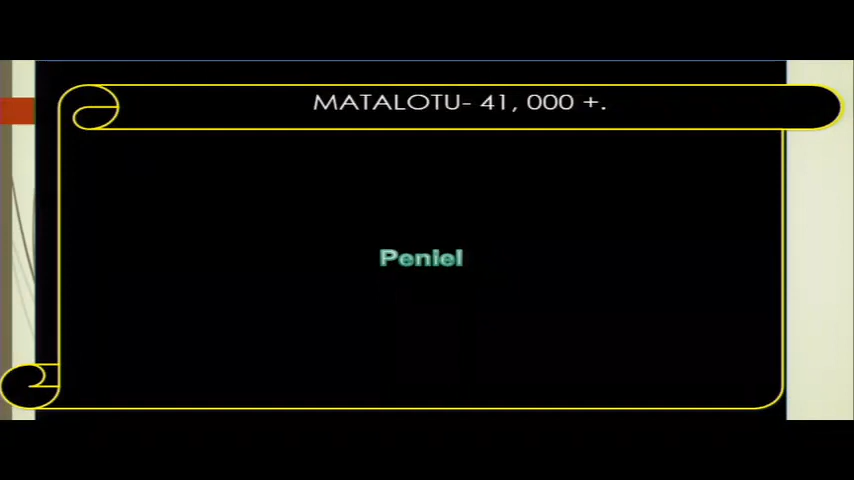 MATALOTU- 41, 000 +.
Peniel